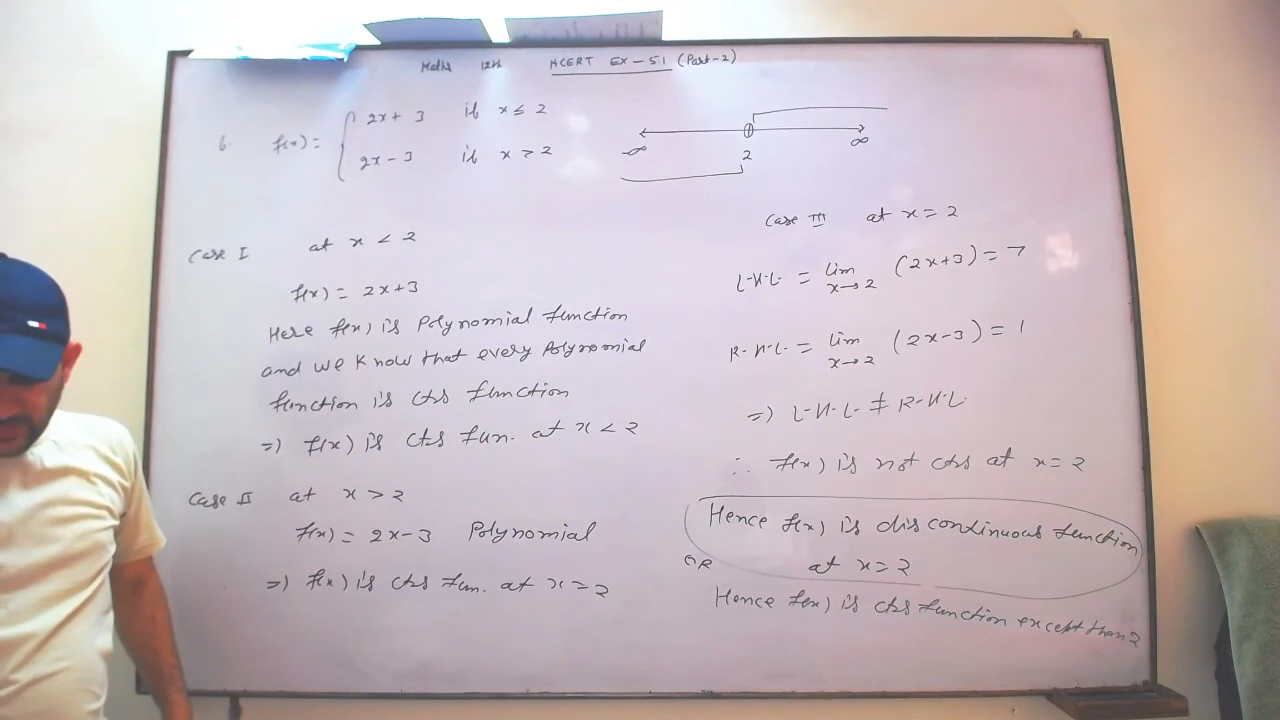 Maths 12th NCERT EX-5.1 (Part-2)
6. f(x) = { 2x+3 if x ≤ 2
2x-3 if x > 2
-∞ 2 ∞
Case I at x < 2
f(x) = 2x+3
Here f(x) is Polynomial function
and we know that every Polynomial
function is cts function
=) f(x) is cts fun. at x < 2
Case II at x > 2
f(x) = 2x-3 Polynomial
=) f(x) is cts fun. at x = 2
Case III at x = 2
L.H.L. = lim x→2 (2x+3) = 7
R.H.L. = lim x→2 (2x-3) = 1
=) L.H.L. ≠ R.H.L.
∴ f(x) is not cts at x = 2
Hence f(x) is discontinuous function
at x = 2
OR
Hence f(x) is cts function except than 2